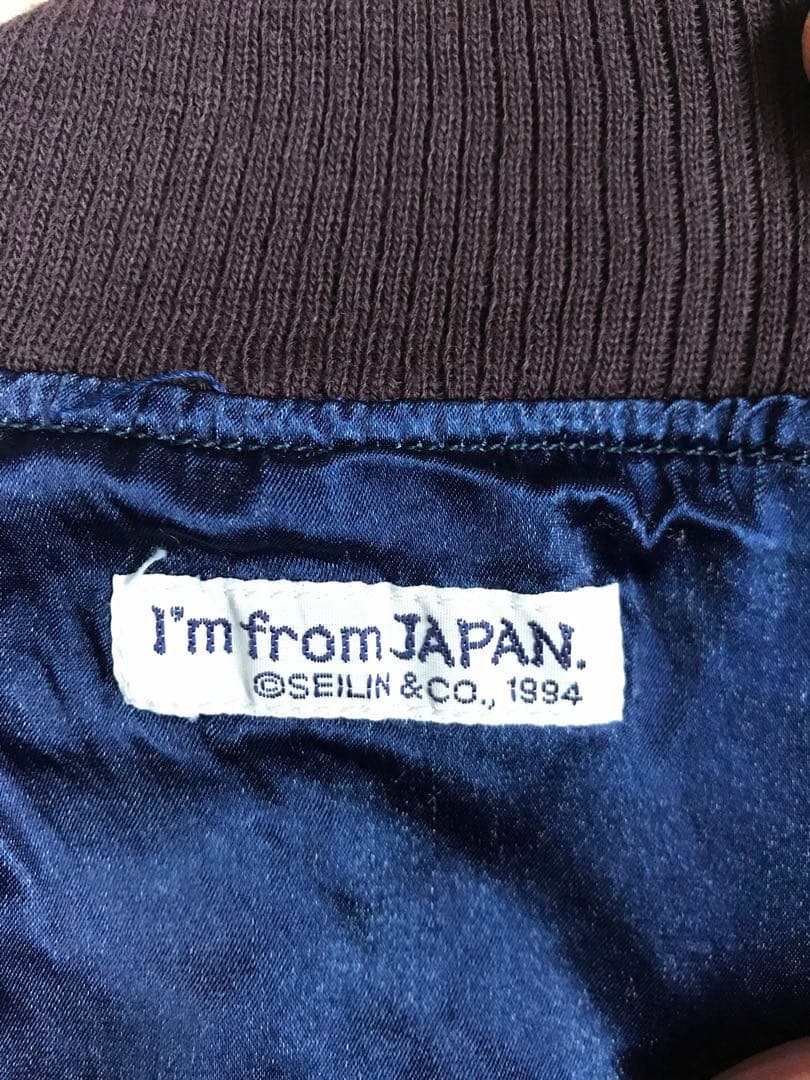 I'm from JAPAN.
©SEILIN & CO., 1994